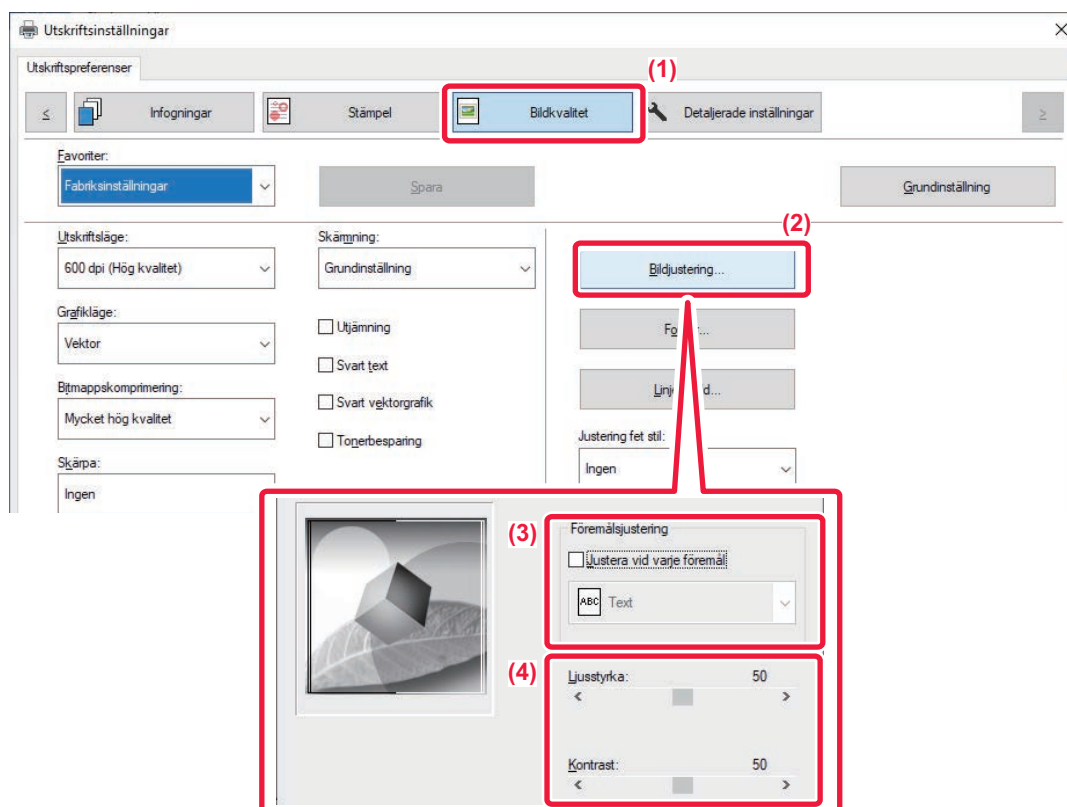 Utskriftsinställningar
Utskriftspreferenser
(1)
< Infogningar Stämpel Bildkvalitet Detaljerade inställningar >
Favoriter:
Fabriksinställningar Spara Grundinställning
(2)
Utskriftsläge: Skärmning:
600 dpi (Hög kvalitet) Grundinställning Bildjustering...
Grafikläge:
Vektor Utjämning
Svart text
Bitmappskomprimering:
Mycket hög kvalitet Svart vektorgrafik
Tonerbesparing Justering fet stil:
Skärpa:
Ingen Ingen
(3) Föremålsjustering
Justera vid varje föremål
ABC Text
(4) Ljusstyrka: 50
< >
Kontrast: 50
< >